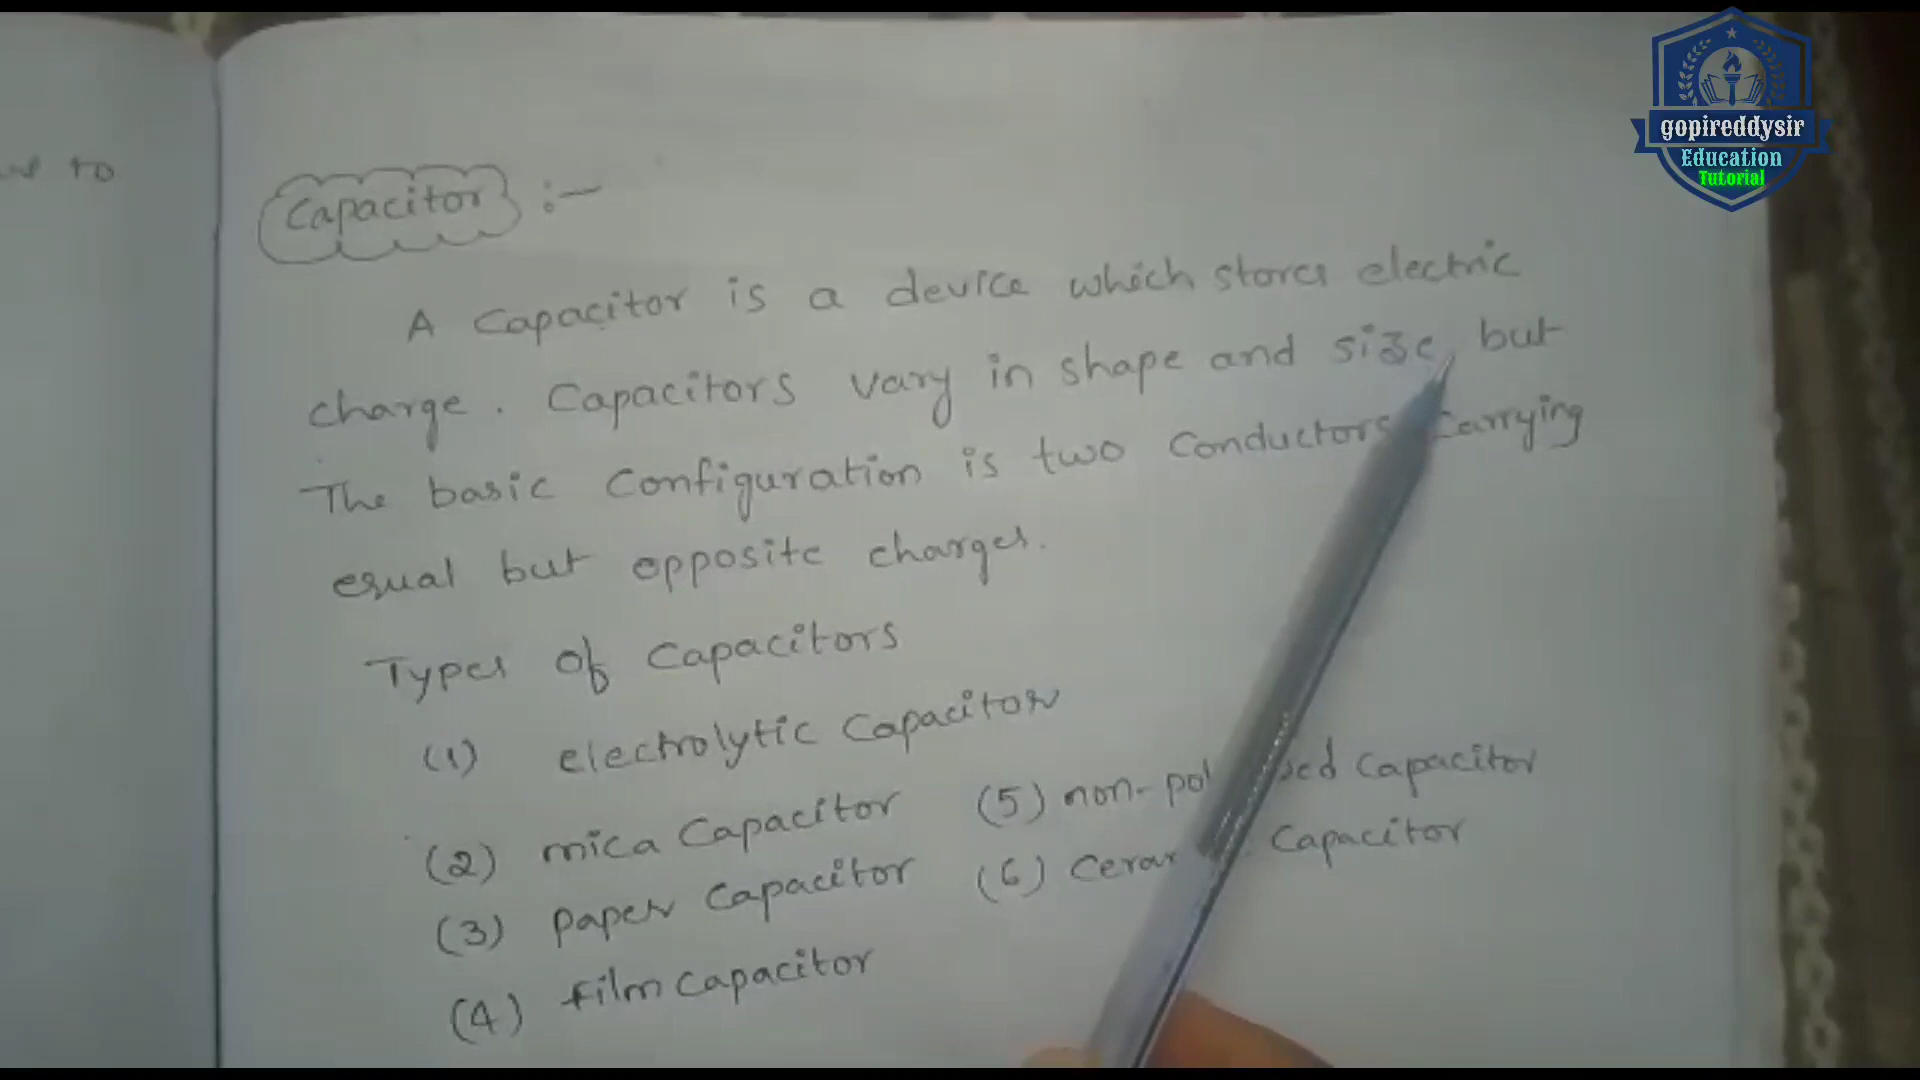 to
Capacitor :-
A Capacitor is a device which stores electric
charge. Capacitors vary in shape and size, but
The basic Configuration is two Conductors Carrying
equal but opposite charges.
Types of Capacitors
(1) electrolytic Capacitor
(2) mica Capacitor (5) non- Capacitor
(3) paper Capacitor (6) Capacitor
(4) film capacitor
gopireddysir
Education
Tutorial